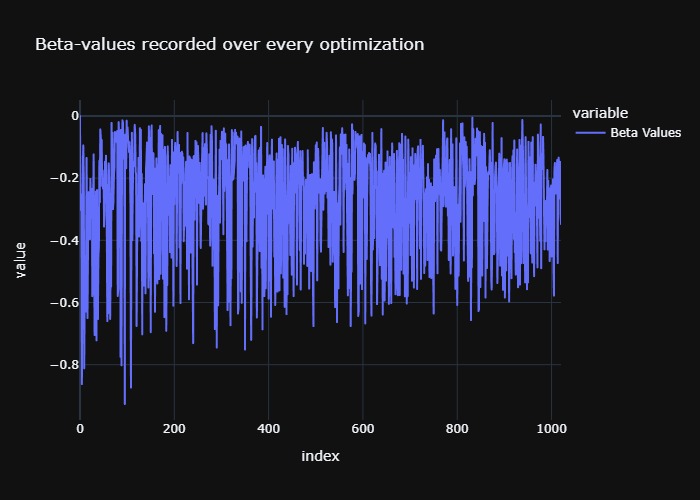 Beta-values recorded over every optimization
variable
Beta Values
0
−0.2
−0.4
−0.6
−0.8
value
0
200
400
600
800
1000
index